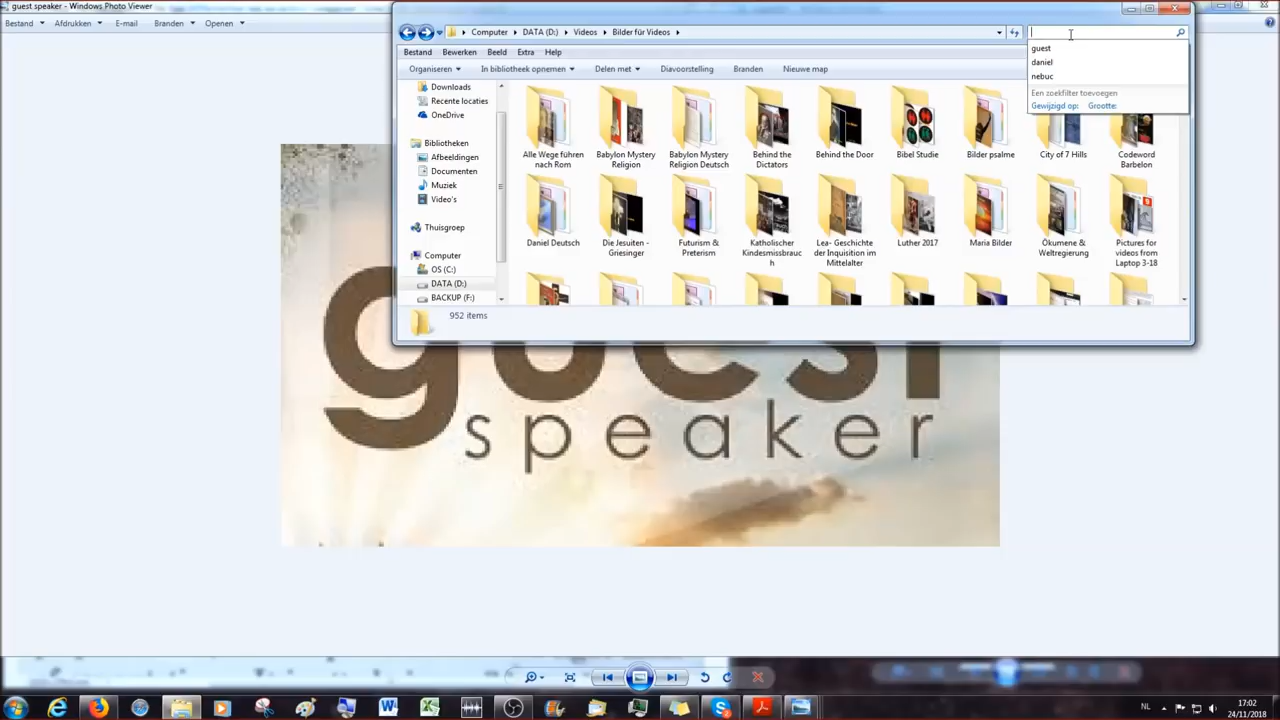 guest speaker - Windows Photo Viewer
Bestand Afdrukken E-mail Branden Openen
Computer DATA (D:) Videos Bilder für Videos
guest
daniel
nebuc
Een zoekfilter toevoegen
Gewijzigd op: Grootte:
Bestand Bewerken Beeld Extra Help
Organiseren In bibliotheek opnemen Delen met Diavoorstelling Branden Nieuwe map
Downloads
Recente locaties
OneDrive
Bibliotheken
Afbeeldingen
Documenten
Muziek
Video's
Thuisgroep
Computer
OS (C:)
DATA (D:)
BACKUP (F:)
Alle Wege führen nach Rom
Babylon Mystery Religion
Babylon Mystery Religion Deutsch
Behind the Dictators
Behind the Door
Bibel Studie
Bilder psalme
City of 7 Hills
Codeword Barbelon
Daniel Deutsch
Die Jesuiten - Griesinger
Futurism & Preterism
Katholischer Kindesmissbrauch
Lea- Geschichte der Inquisition im Mittelalter
Luther 2017
Maria Bilder
Ökumene & Weltregierung
Pictures for videos from Laptop 3-18
952 items
guest
speaker
NL
17:02
24/11/2018